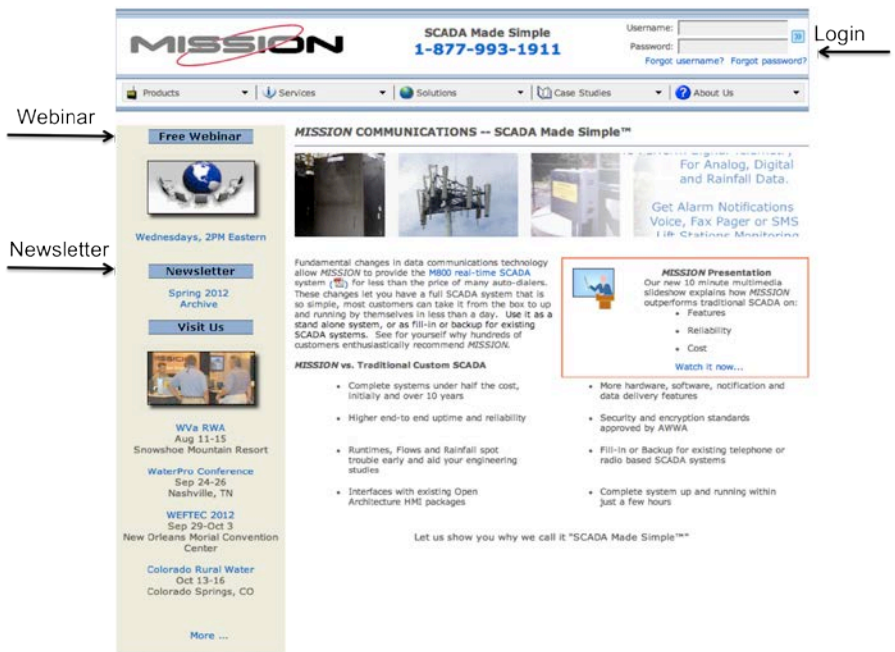 MISSION
SCADA Made Simple
1-877-993-1911
Username:
Password:
Forgot username? Forgot password?
Login
Products
Services
Solutions
Case Studies
About Us
Webinar
Free Webinar
Wednesdays, 2PM Eastern
Newsletter
Newsletter
Spring 2012
Archive
Visit Us
WVa RWA
Aug 11-15
Snowshoe Mountain Resort
WaterPro Conference
Sep 24-26
Nashville, TN
WEFTEC 2012
Sep 29-Oct 3
New Orleans Morial Convention
Center
Colorado Rural Water
Oct 13-16
Colorado Springs, CO
More ...
MISSION COMMUNICATIONS -- SCADA Made Simple™
For Analog, Digital
and Rainfall Data.
Get Alarm Notifications
Voice, Fax Pager or SMS
Lift Stations Monitoring
Fundamental changes in data communications technology
allow MISSION to provide the M800 real-time SCADA
system ( ) for less than the price of many auto-dialers.
These changes let you have a full SCADA system that is
so simple, most customers can take it from the box to up
and running by themselves in less than a day. Use it as a
stand alone system, or as fill-in or backup for existing
SCADA systems. See for yourself why hundreds of
customers enthusiastically recommend MISSION.
MISSION Presentation
Our new 10 minute multimedia
slideshow explains how MISSION
outperforms traditional SCADA on:
• Features
• Reliability
• Cost
Watch it now...
MISSION vs. Traditional Custom SCADA
• Complete systems under half the cost,
initially and over 10 years
• More hardware, software, notification and
data delivery features
• Higher end to end uptime and reliability
• Security and encryption standards
approved by AWWA
• Runtimes, Flows and Rainfall spot
trouble early and aid your engineering
studies
• Fill-in or Backup for existing telephone or
radio based SCADA systems
• Interfaces with existing Open
Architecture HMI packages
• Complete system up and running within
just a few hours
Let us show you why we call it "SCADA Made Simple™"